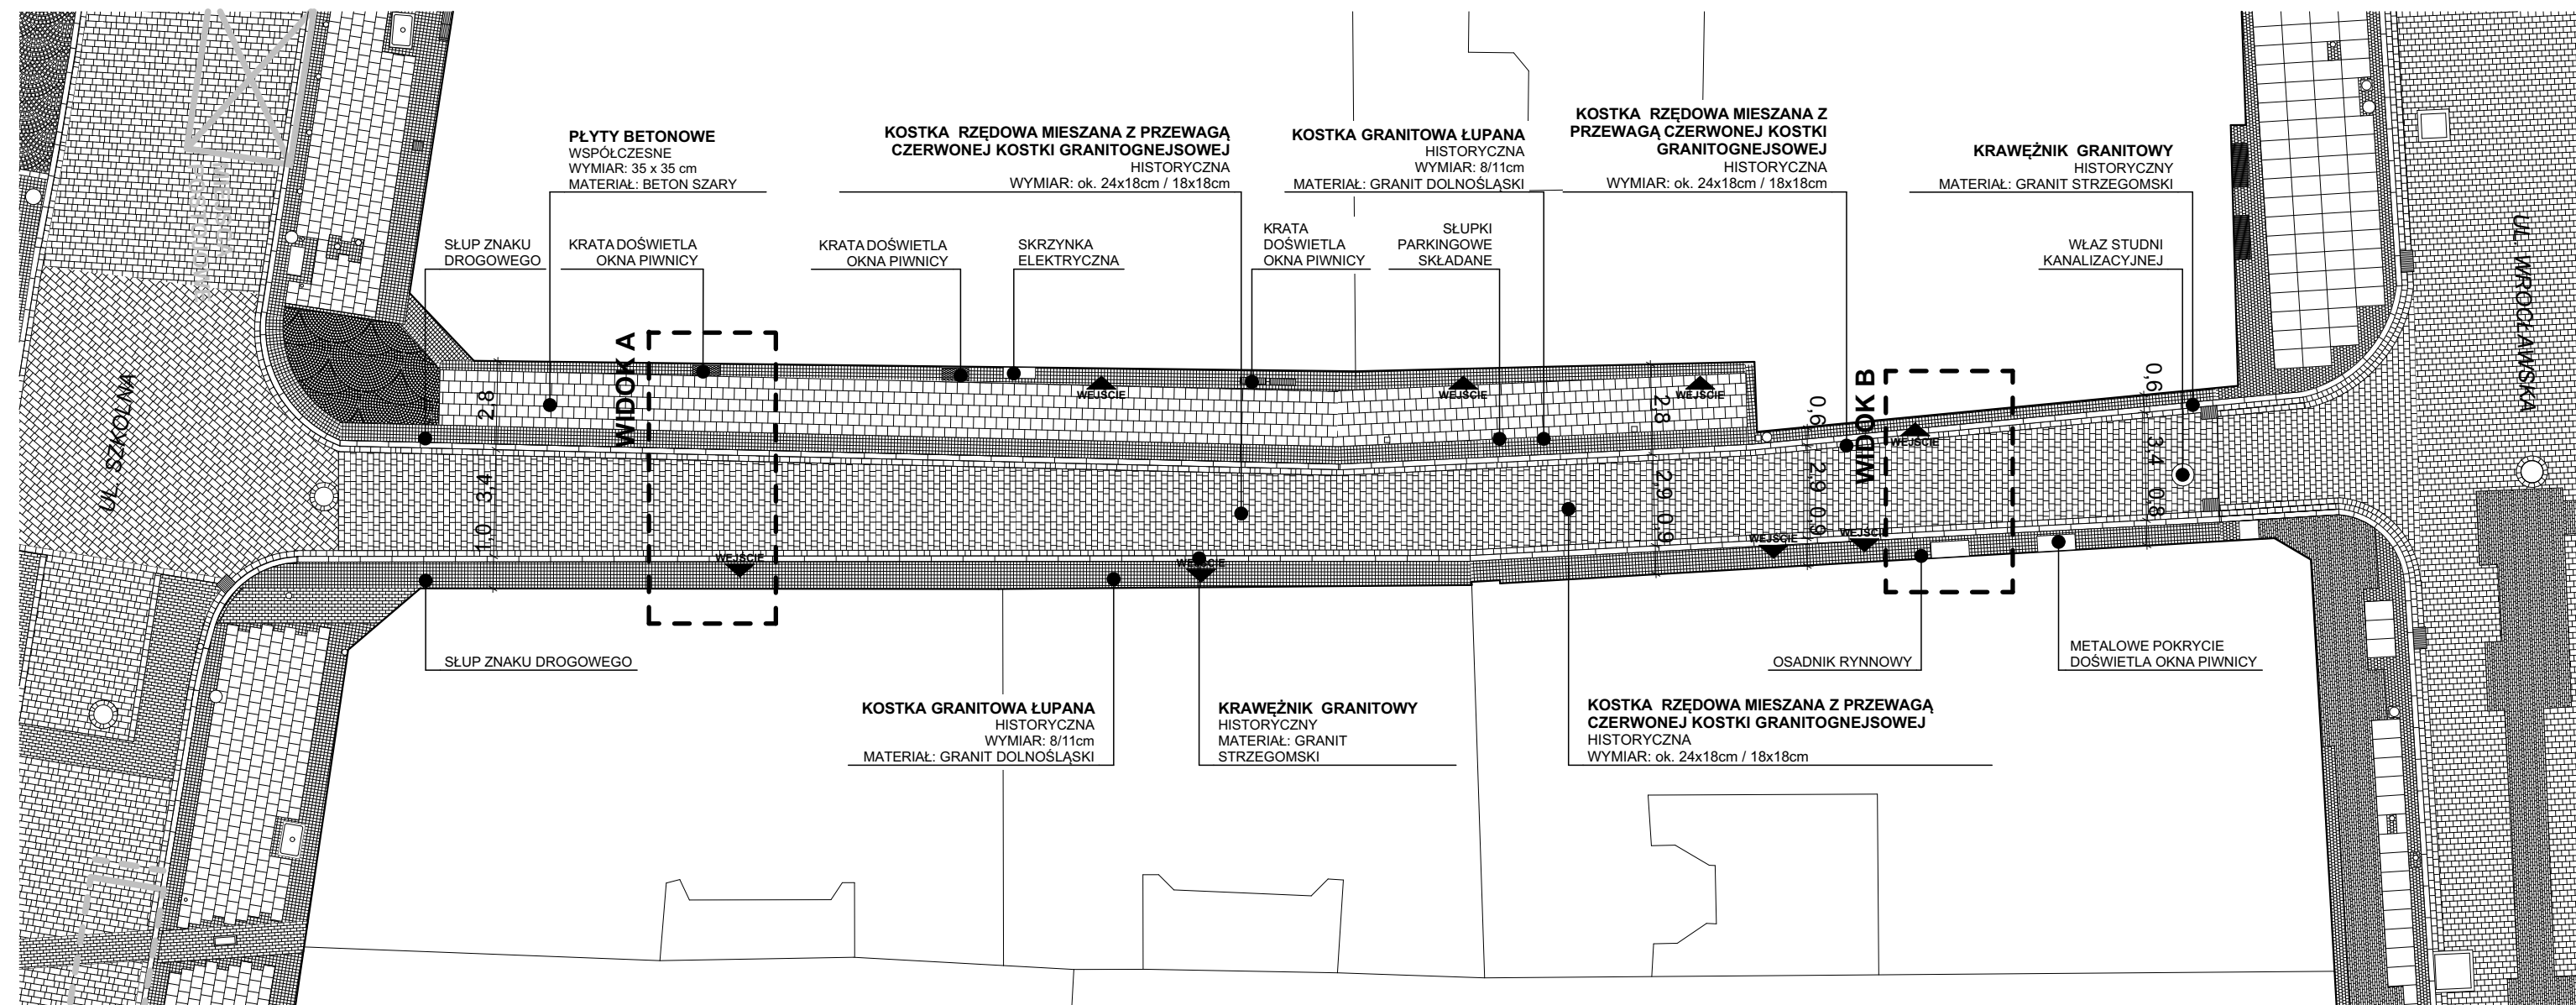 PŁYTY BETONOWE
WSPÓŁCZESNE
WYMIAR: 35 x 35 cm
MATERIAŁ: BETON SZARY
KOSTKA RZĘDOWA MIESZANA Z PRZEWAGĄ
CZERWONEJ KOSTKI GRANITOGNEJSOWEJ
HISTORYCZNA
WYMIAR: ok. 24x18cm / 18x18cm
KOSTKA GRANITOWA ŁUPANA
HISTORYCZNA
WYMIAR: 8/11cm
MATERIAŁ: GRANIT DOLNOŚLĄSKI
KOSTKA RZĘDOWA MIESZANA Z
PRZEWAGĄ CZERWONEJ KOSTKI
GRANITOGNEJSOWEJ
HISTORYCZNA
WYMIAR: ok. 24x18cm / 18x18cm
KRAWĘŻNIK GRANITOWY
HISTORYCZNY
MATERIAŁ: GRANIT STRZEGOMSKI
SŁUP ZNAKU
DROGOWEGO
KRATA DOŚWIETLA
OKNA PIWNICY
KRATA DOŚWIETLA
OKNA PIWNICY
SKRZYNKA
ELEKTRYCZNA
KRATA
DOŚWIETLA
OKNA PIWNICY
SŁUPKI
PARKINGOWE
SKŁADANE
WŁAZ STUDNI
KANALIZACYJNEJ
UL. SZKOLNA
UL. WROCŁAWSKA
WIDOK A
WIDOK B
2,8
3,4
1,0
2,8
2,9
0,9
0,6
2,9
0,9
0,6
3,4
0,8
WEJŚCIE
WEJŚCIE
WEJŚCIE
WEJŚCIE
WEJŚCIE
WEJŚCIE
WEJŚCIE
WEJŚCIE
SŁUP ZNAKU DROGOWEGO
OSADNIK RYNNOWY
METALOWE POKRYCIE
DOŚWIETLA OKNA PIWNICY
KOSTKA GRANITOWA ŁUPANA
HISTORYCZNA
WYMIAR: 8/11cm
MATERIAŁ: GRANIT DOLNOŚLĄSKI
KRAWĘŻNIK GRANITOWY
HISTORYCZNY
MATERIAŁ: GRANIT
STRZEGOMSKI
KOSTKA RZĘDOWA MIESZANA Z PRZEWAGĄ
CZERWONEJ KOSTKI GRANITOGNEJSOWEJ
HISTORYCZNA
WYMIAR: ok. 24x18cm / 18x18cm